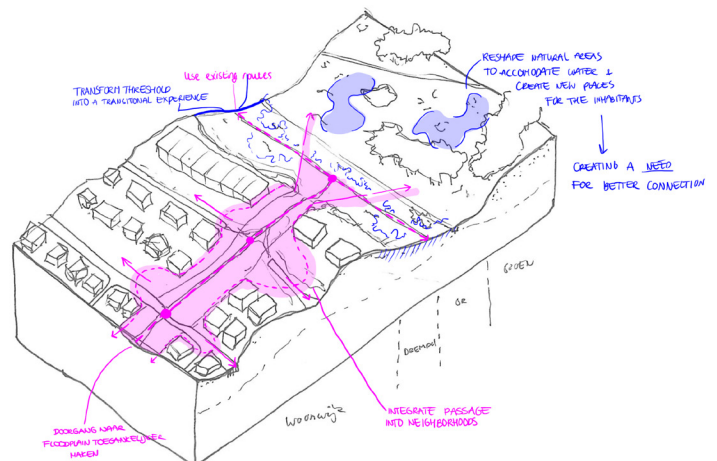 RESHAPE NATURAL AREAS
TO ACCOMODATE WATER &
CREATE NEW PLACES
FOR THE INHABITANTS
CREATING A NEED
FOR BETTER CONNECTION
use existing routes
TRANSFORM THRESHOLD
INTO A TRANSITIONAL EXPERIENCE
GROEN
OR
WOONWIJK
INTEGRATE PASSAGE
INTO NEIGHBORHOODS
DOORGANG NAAR
FLOODPLAIN TOEGANKELIJKER
MAKEN